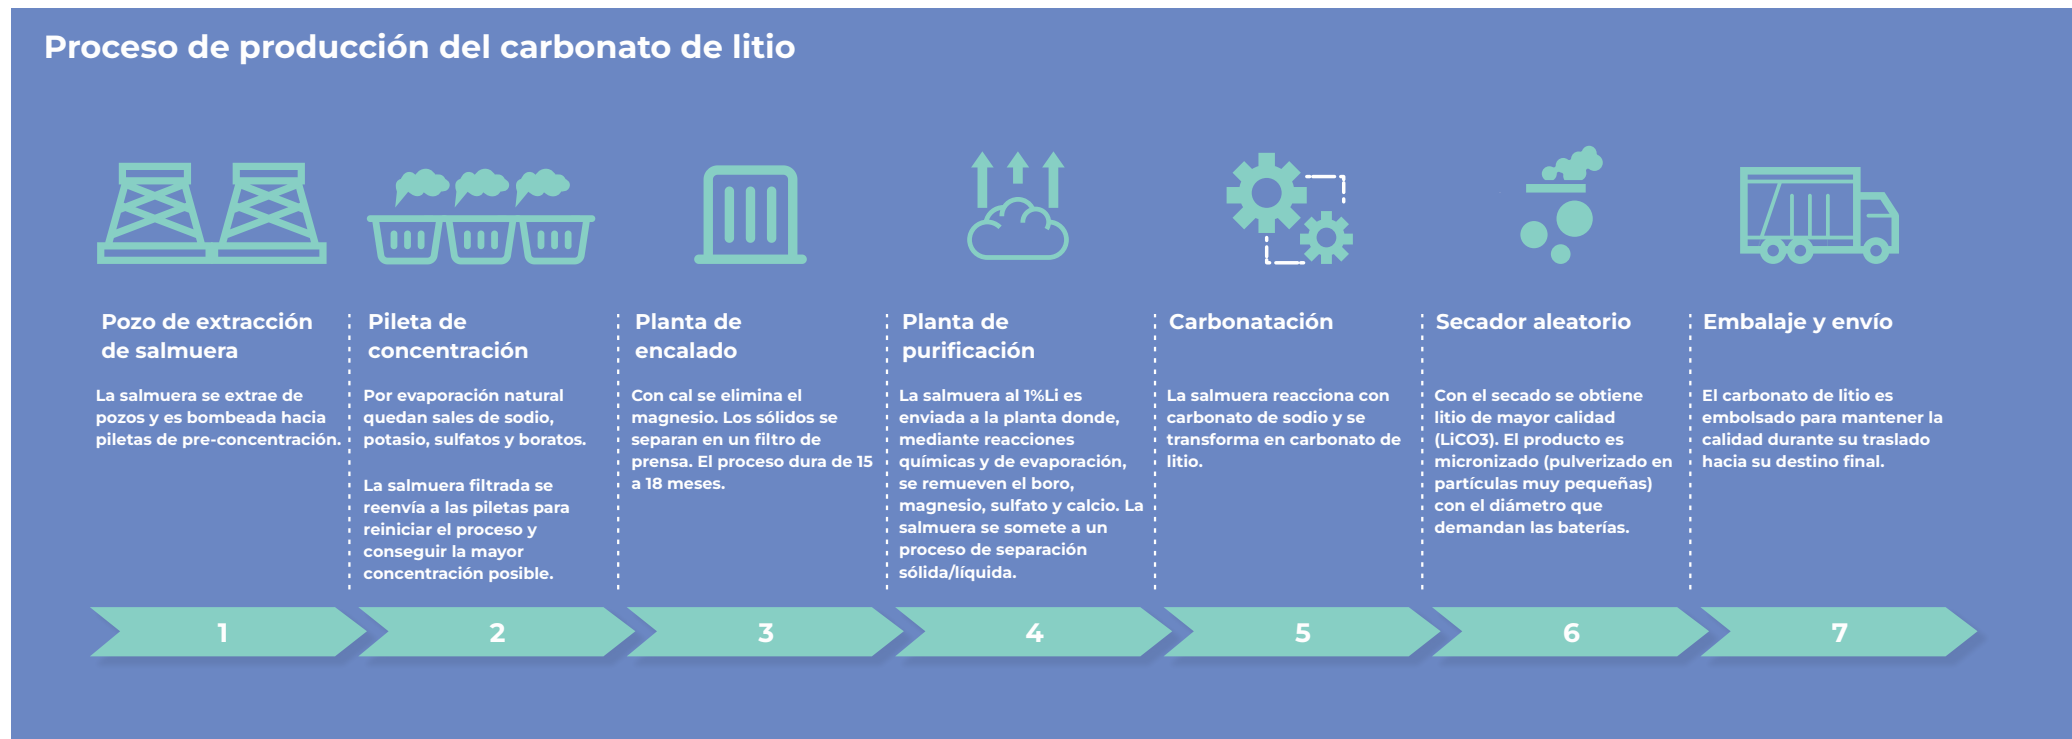 Proceso de producción del carbonato de litio
Pozo de extracción
de salmuera
La salmuera se extrae de
pozos y es bombeada hacia
piletas de pre-concentración.
Pileta de
concentración
Por evaporación natural
quedan sales de sodio,
potasio, sulfatos y boratos.
La salmuera filtrada se
reenvía a las piletas para
reiniciar el proceso y
conseguir la mayor
concentración posible.
Planta de
encalado
Con cal se elimina el
magnesio. Los sólidos se
separan en un filtro de
prensa. El proceso dura de 15
a 18 meses.
Planta de
purificación
La salmuera al 1%Li es
enviada a la planta donde,
mediante reacciones
químicas y de evaporación,
se remueven el boro,
magnesio, sulfato y calcio. La
salmuera se somete a un
proceso de separación
sólida/líquida.
Carbonatación
La salmuera reacciona con
carbonato de sodio y se
transforma en carbonato de
litio.
Secador aleatorio
Con el secado se obtiene
litio de mayor calidad
(LiCO3). El producto es
micronizado (pulverizado en
partículas muy pequeñas)
con el diámetro que
demandan las baterías.
Embalaje y envío
El carbonato de litio es
embolsado para mantener la
calidad durante su traslado
hacia su destino final.
1
2
3
4
5
6
7